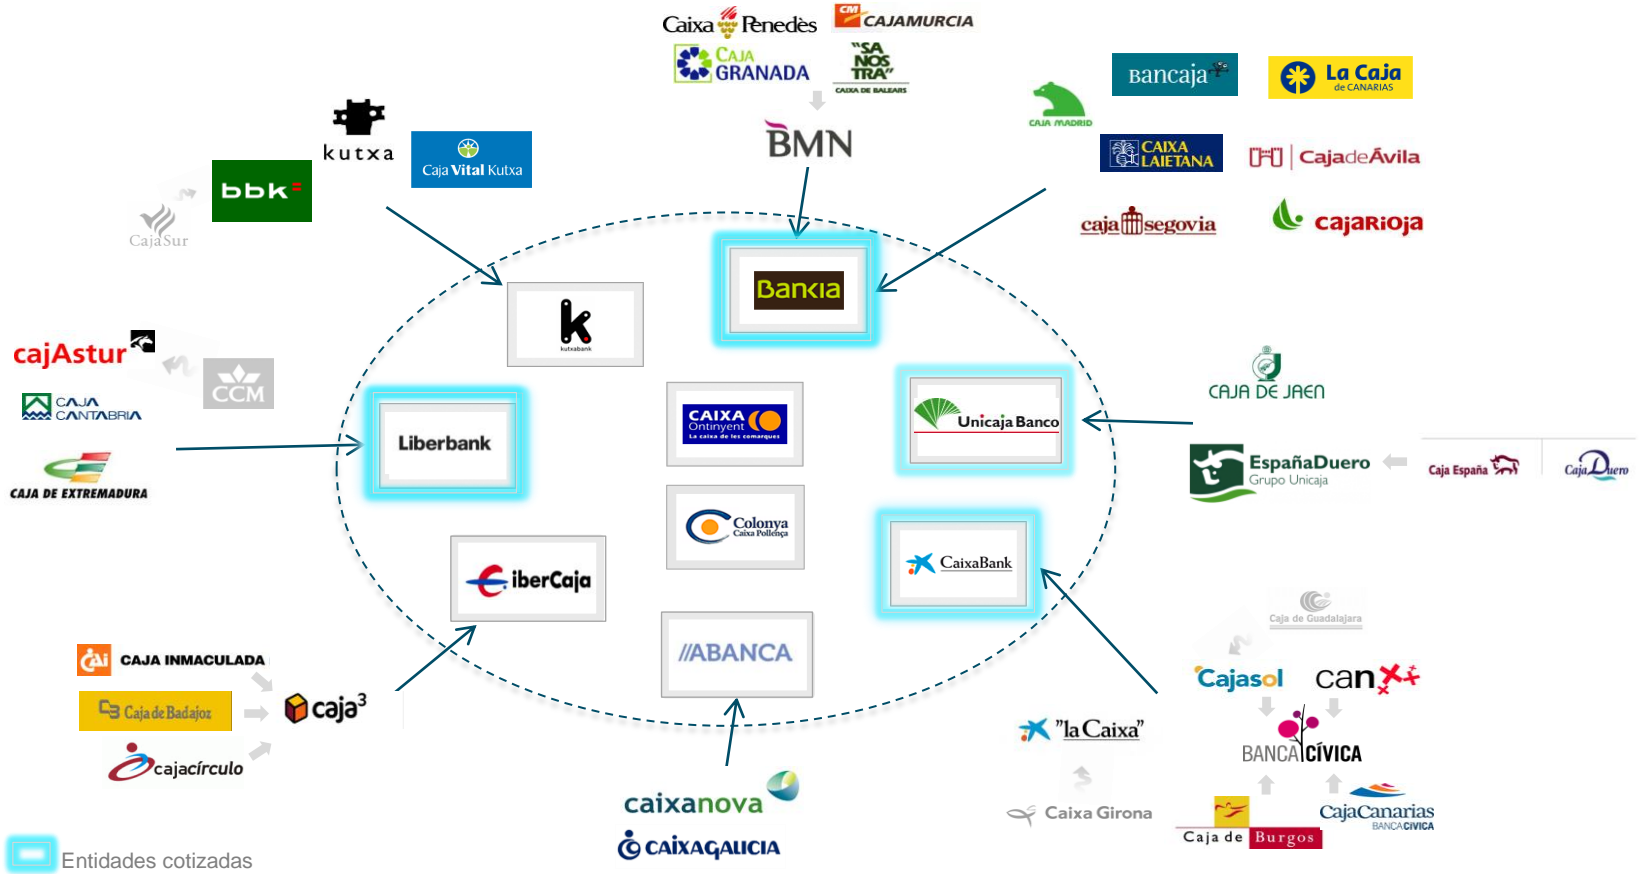 Caixa Penedès
CM CAJAMURCIA
CAJA
GRANADA
"SA
NOS
TRA"
CAIXA DE BALEARS
BMN
CAJA MADRID
Bancaja
La Caja
de CANARIAS
CAIXA
LAIETANA
CajadeÁvila
caja segovia
cajaRioja
kutxa
Caja Vital Kutxa
bbk
CajaSur
k
kutxabank
Bankia
cajAstur
CCM
CAJA
CANTABRIA
CAJA DE EXTREMADURA
Liberbank
CAIXA
Ontinyent
La caixa de les comarques
Unicaja Banco
CAJA DE JAEN
EspañaDuero
Grupo Unicaja
Caja España
Caja Duero
Colonya
Caixa Pollença
CaixaBank
iberCaja
//ABANCA
Caja de Guadalajara
Cajasol
can
BANCA CÍVICA
Caja de Burgos
CajaCanarias
BANCA CÍVICA
"la Caixa"
Caixa Girona
CAi CAJA INMACULADA
Caja de Badajoz
cajacírculo
caja3
caixanova
CAIXAGALICIA
Entidades cotizadas